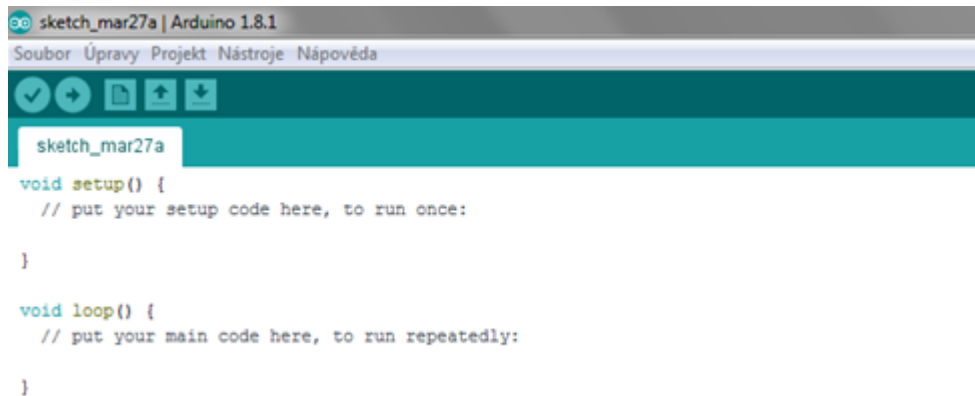 sketch_mar27a | Arduino 1.8.1
Soubor Úpravy Projekt Nástroje Nápověda
sketch_mar27a
void setup() {
// put your setup code here, to run once:
}
void loop() {
// put your main code here, to run repeatedly:
}